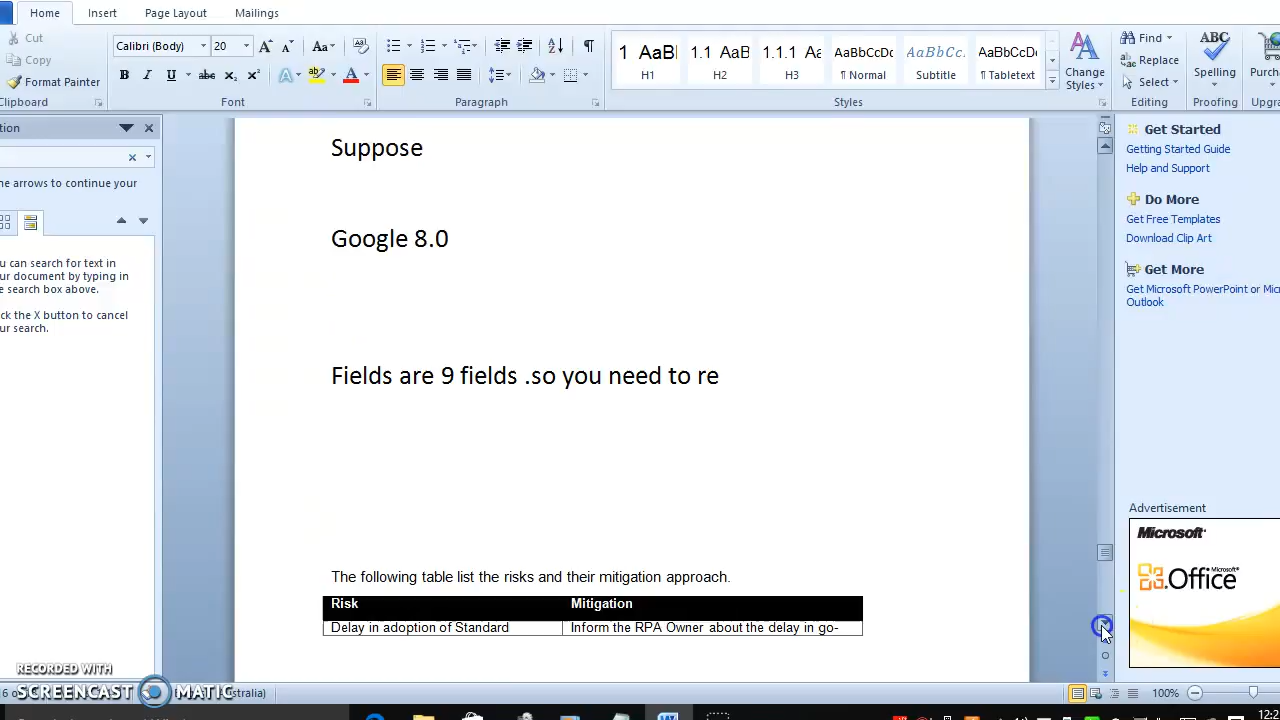 Home Insert Page Layout Mailings
Cut
Copy
Format Painter
Clipboard
Calibri (Body) 20
Font
Paragraph
1 AaBl 1.1 AaB 1.1.1 Aa AaBbCcDc AaBbCc. AaBbCcD
H1 H2 H3 ¶ Normal Subtitle ¶ Tabletext
Styles
Change
Styles
Find
Replace
Select
Editing
Spelling
Proofing
tion
he arrows to continue your
ou can search for text in
our document by typing in
e search box above.
ck the X button to cancel
ur search.
Suppose
Google 8.0
Fields are 9 fields .so you need to re
The following table list the risks and their mitigation approach.
Risk Mitigation
Delay in adoption of Standard Inform the RPA Owner about the delay in go-
Get Started
Getting Started Guide
Help and Support
Do More
Get Free Templates
Download Clip Art
Get More
Get Microsoft PowerPoint or Mic
Outlook
Advertisement
Microsoft
Office
RECORDED WITH
SCREENCAST MATIC
100%